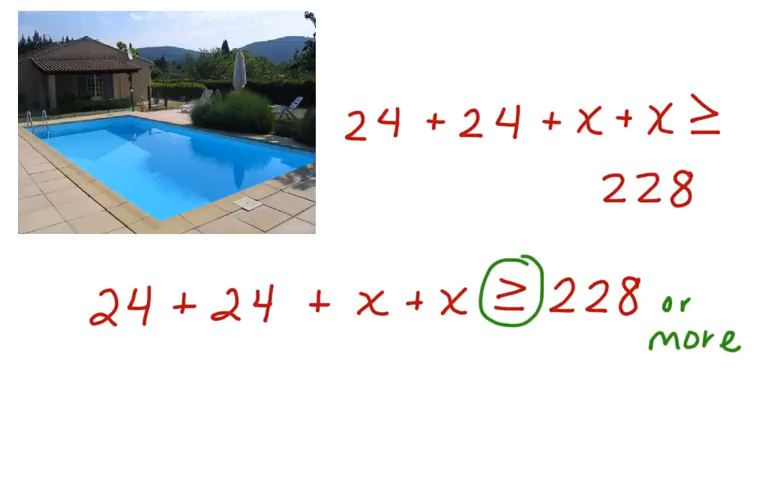 24 + 24 + x + x ≥
228
24 + 24 + x + x ≥ 228 or
more